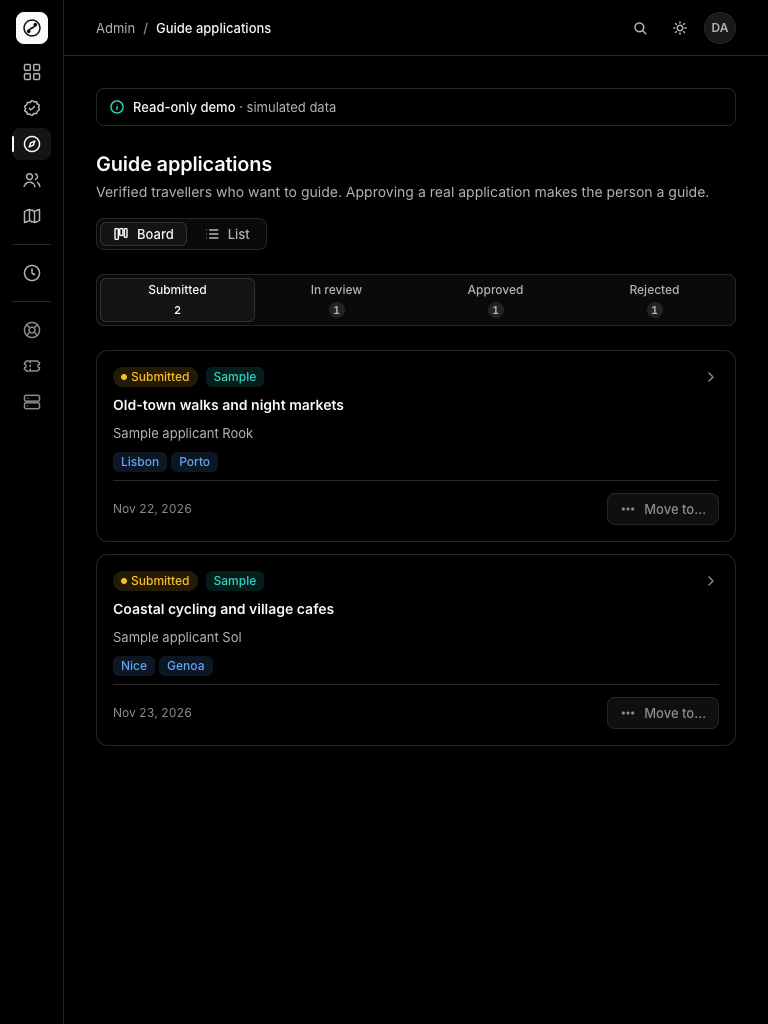 Admin / Guide applications
DA
Read-only demo · simulated data
Guide applications
Verified travellers who want to guide. Approving a real application makes the person a guide.
Board
List
Submitted
2
In review
1
Approved
1
Rejected
1
Submitted
Sample
Old-town walks and night markets
Sample applicant Rook
Lisbon
Porto
Nov 22, 2026
Move to...
Submitted
Sample
Coastal cycling and village cafes
Sample applicant Sol
Nice
Genoa
Nov 23, 2026
Move to...